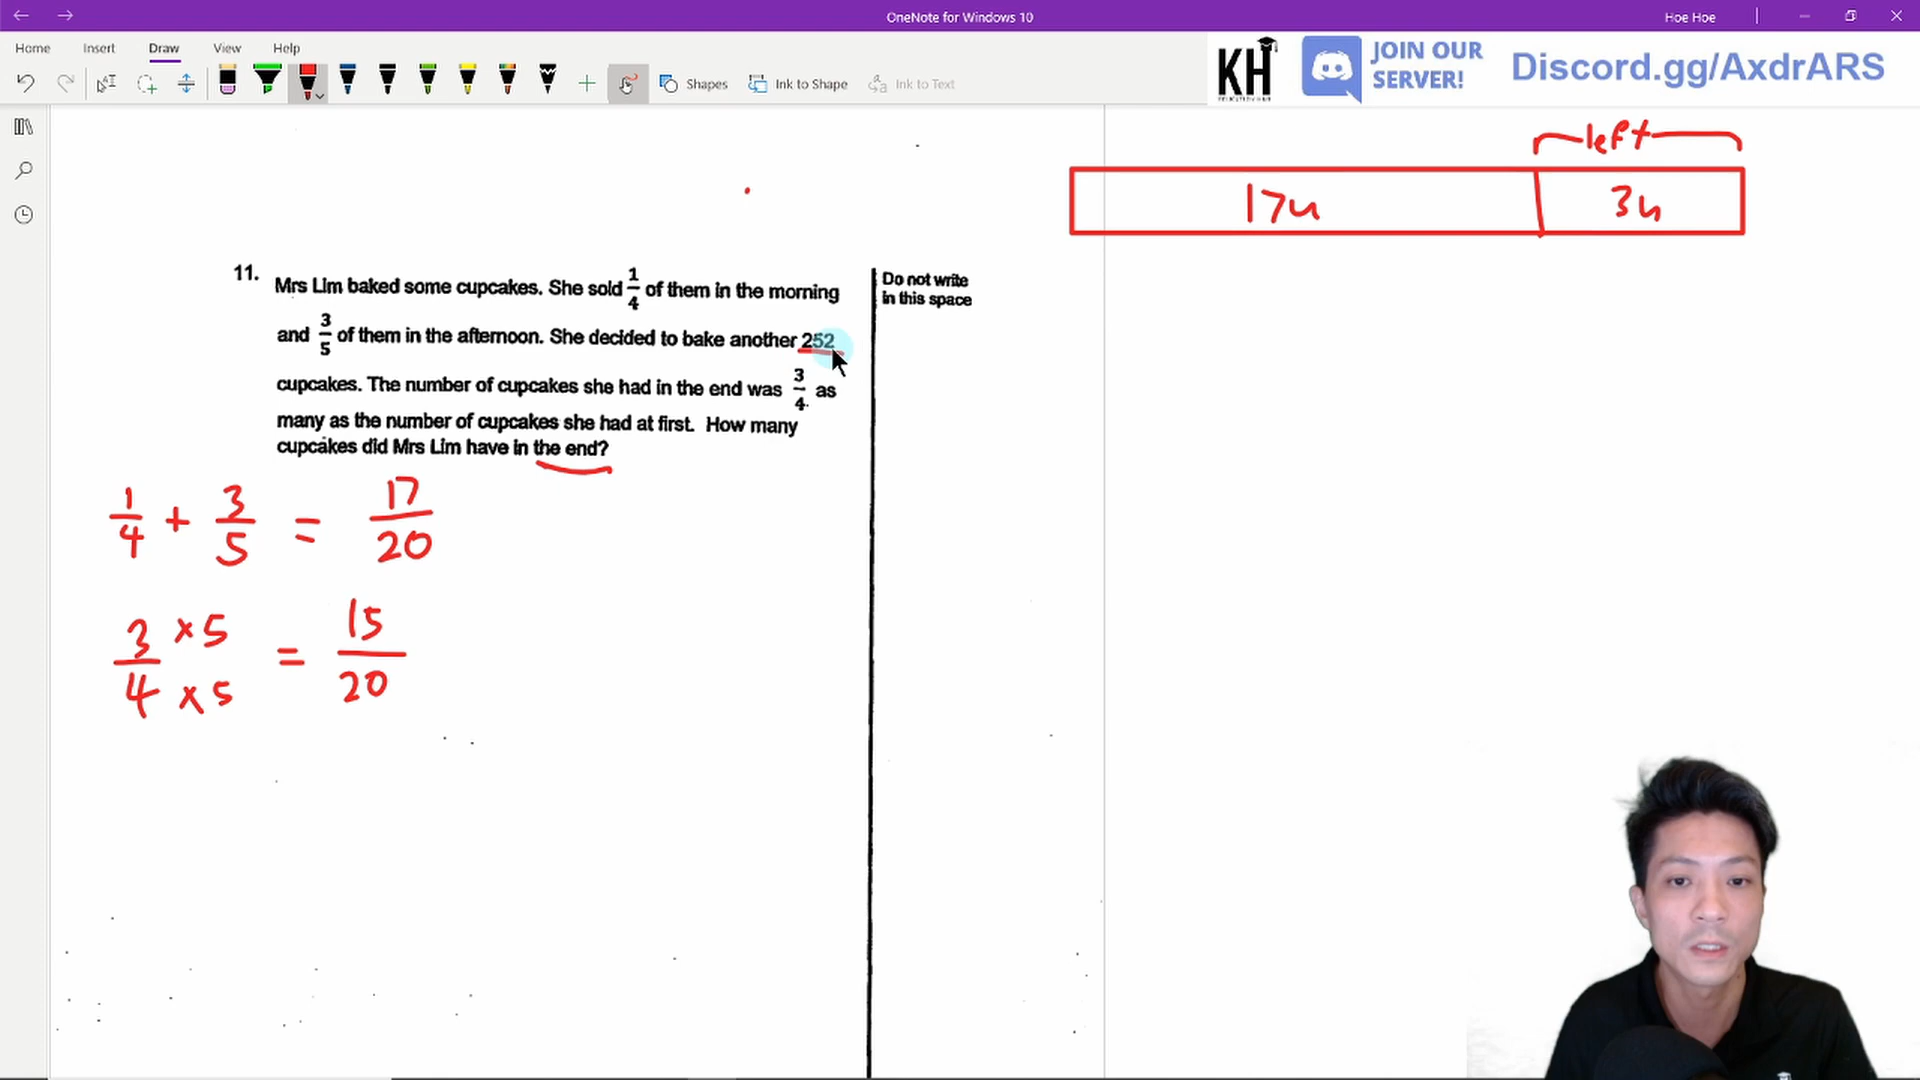 OneNote for Windows 10
Hoe Hoe
Home Insert Draw View Help
Shapes Ink to Shape Ink to Text
KH
JOIN OUR
SERVER!
Discord.gg/AxdrARS
left
17u 3u
11. Mrs Lim baked some cupcakes. She sold 1/4 of them in the morning
and 3/5 of them in the afternoon. She decided to bake another 252
cupcakes. The number of cupcakes she had in the end was 3/4 as
many as the number of cupcakes she had at first. How many
cupcakes did Mrs Lim have in the end?
Do not write
in this space
1/4 + 3/5 = 17/20
3/4 ×5 ×5 = 15/20